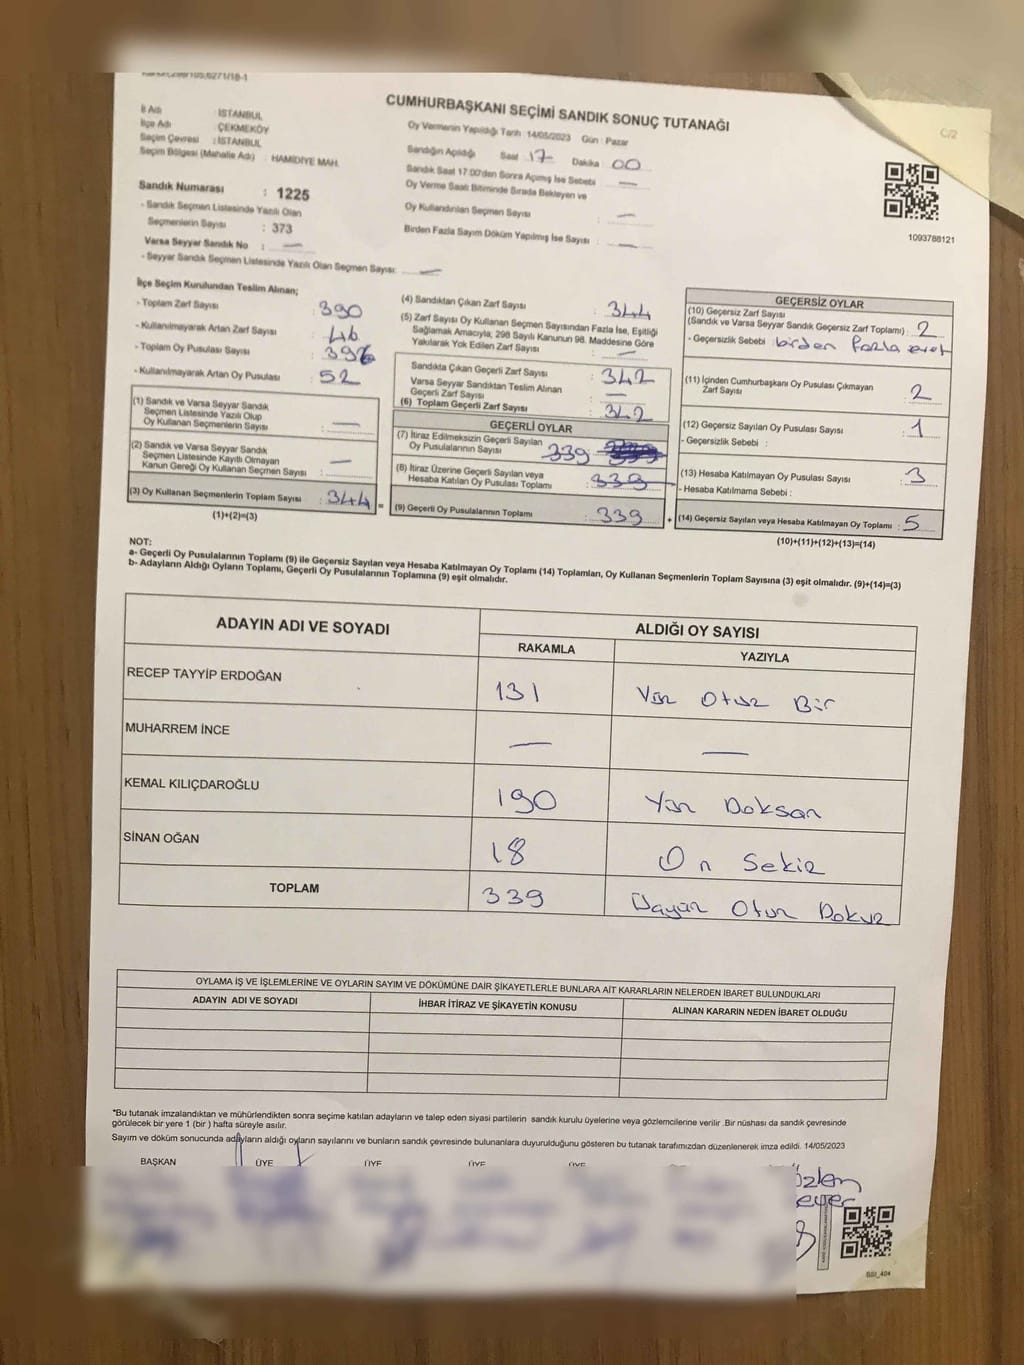 CUMHURBAŞKANI SEÇİMİ SANDIK SONUÇ TUTANAĞI
C/2
İl Adı : İSTANBUL
İlçe Adı : ÇEKMEKÖY
Seçim Çevresi : İSTANBUL
Seçim Bölgesi (Mahalle Adı) : HAMİDİYE MAH.
Sandık Numarası : 1225
- Sandık Seçmen Listesinde Yazılı Olan
Seçmenlerin Sayısı : 373
Varsa Seyyar Sandık No : —
- Seyyar Sandık Seçmen Listesinde Yazılı Olan Seçmen Sayısı: —
Oy Vermenin Yapıldığı Tarih 14/05/2023 Gün : Pazar
Sandığın Açıldığı Saat 17 Dakika 00
Sandık Saat 17:00'den Sonra Açılmış İse Sebebi —
Oy Verme Saati Bitiminde Sırada Bekleyen ve
Oy Kullandırılan Seçmen Sayısı : —
Birden Fazla Sayım Döküm Yapılmış İse Sayısı : —
1093788121
İlçe Seçim Kurulundan Teslim Alınan;
- Toplam Zarf Sayısı : 390
- Kullanılmayarak Artan Zarf Sayısı : 46
- Toplam Oy Pusulası Sayısı : 396
- Kullanılmayarak Artan Oy Pusulası : 52
(1) Sandık ve Varsa Seyyar Sandık
Seçmen Listesinde Yazılı Olup
Oy Kullanan Seçmenlerin Sayısı : —
(2) Sandık ve Varsa Seyyar Sandık
Seçmen Listesinde Kayıtlı Olmayan
Kanun Gereği Oy Kullanan Seçmen Sayısı : —
(3) Oy Kullanan Seçmenlerin Toplam Sayısı : 344 =
(1)+(2)=(3)
(4) Sandıktan Çıkan Zarf Sayısı : 344
(5) Zarf Sayısı Oy Kullanan Seçmen Sayısından Fazla İse, Eşitliği
Sağlamak Amacıyla, 298 Sayılı Kanunun 98. Maddesine Göre
Yakılarak Yok Edilen Zarf Sayısı : —
Sandıkta Çıkan Geçerli Zarf Sayısı : 342
Varsa Seyyar Sandıktan Teslim Alınan
Geçerli Zarf Sayısı : —
(6) Toplam Geçerli Zarf Sayısı : 342
GEÇERLİ OYLAR
(7) İtiraz Edilmeksizin Geçerli Sayılan
Oy Pusulalarının Sayısı : 339
(8) İtiraz Üzerine Geçerli Sayılan veya
Hesaba Katılan Oy Pusulası Toplamı : 339
(9) Geçerli Oy Pusulalarının Toplamı : 339 +
GEÇERSİZ OYLAR
(10) Geçersiz Zarf Sayısı
(Sandık ve Varsa Seyyar Sandık Geçersiz Zarf Toplamı) : 2
- Geçersizlik Sebebi : birden fazla evet
(11) İçinden Cumhurbaşkanı Oy Pusulası Çıkmayan
Zarf Sayısı : 2
(12) Geçersiz Sayılan Oy Pusulası Sayısı : 1
- Geçersizlik Sebebi :
(13) Hesaba Katılmayan Oy Pusulası Sayısı : 3
- Hesaba Katılmama Sebebi :
(14) Geçersiz Sayılan veya Hesaba Katılmayan Oy Toplamı : 5
(10)+(11)+(12)+(13)=(14)
NOT:
a- Geçerli Oy Pusulalarının Toplamı (9) ile Geçersiz Sayılan veya Hesaba Katılmayan Oy Toplamı (14) Toplamları, Oy Kullanan Seçmenlerin Toplam Sayısına (3) eşit olmalıdır. (9)+(14)=(3)
b- Adayların Aldığı Oyların Toplamı, Geçerli Oy Pusulalarının Toplamına (9) eşit olmalıdır.
ADAYIN ADI VE SOYADI ALDIĞI OY SAYISI
RAKAMLA YAZIYLA
RECEP TAYYİP ERDOĞAN 131 Yüz Otuz Bir
MUHARREM İNCE — —
KEMAL KILIÇDAROĞLU 190 Yüz Doksan
SİNAN OĞAN 18 On Sekiz
TOPLAM 339 Üçyüz Otuz Dokuz
OYLAMA İŞ VE İŞLEMLERİNE VE OYLARIN SAYIM VE DÖKÜMÜNE DAİR ŞİKAYETLERLE BUNLARA AİT KARARLARIN NELERDEN İBARET BULUNDUKLARI
ADAYIN ADI VE SOYADI İHBAR İTİRAZ VE ŞİKAYETİN KONUSU ALINAN KARARIN NEDEN İBARET OLDUĞU
*Bu tutanak imzalandıktan ve mühürlendikten sonra seçime katılan adayların ve talep eden siyasi partilerin sandık kurulu üyelerine veya gözlemcilerine verilir .Bir nüshası da sandık çevresinde
görülecek bir yere 1 (bir ) hafta süreyle asılır.
Sayım ve döküm sonucunda adayların aldığı oyların sayılarını ve bunların sandık çevresinde bulunanlara duyurulduğunu gösteren bu tutanak tarafımızdan düzenlenerek imza edildi. 14/05/2023
BAŞKAN ÜYE ÜYE ÜYE ÜYE